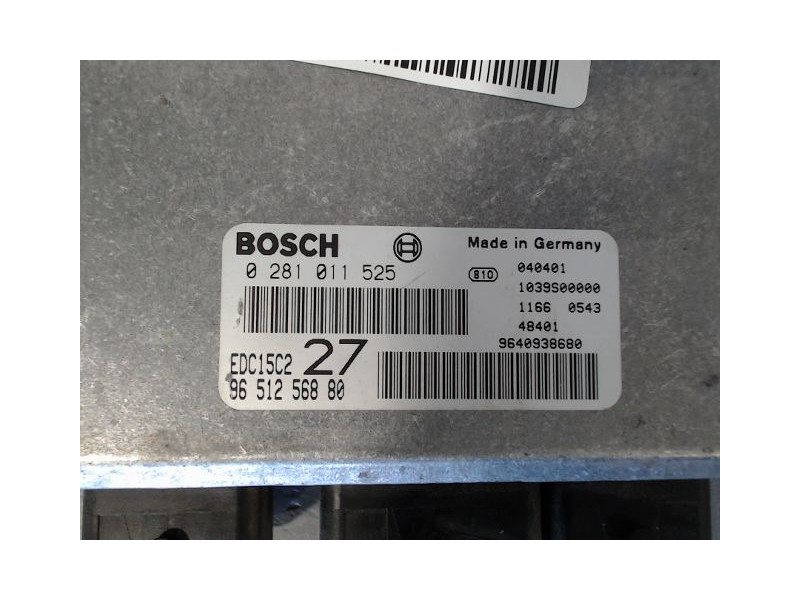 BOSCH
Made in Germany
0 281 011 525
810
040401
1039S00000
1166 0543
48401
9640938680
EDC15C2 27
96 512 568 80